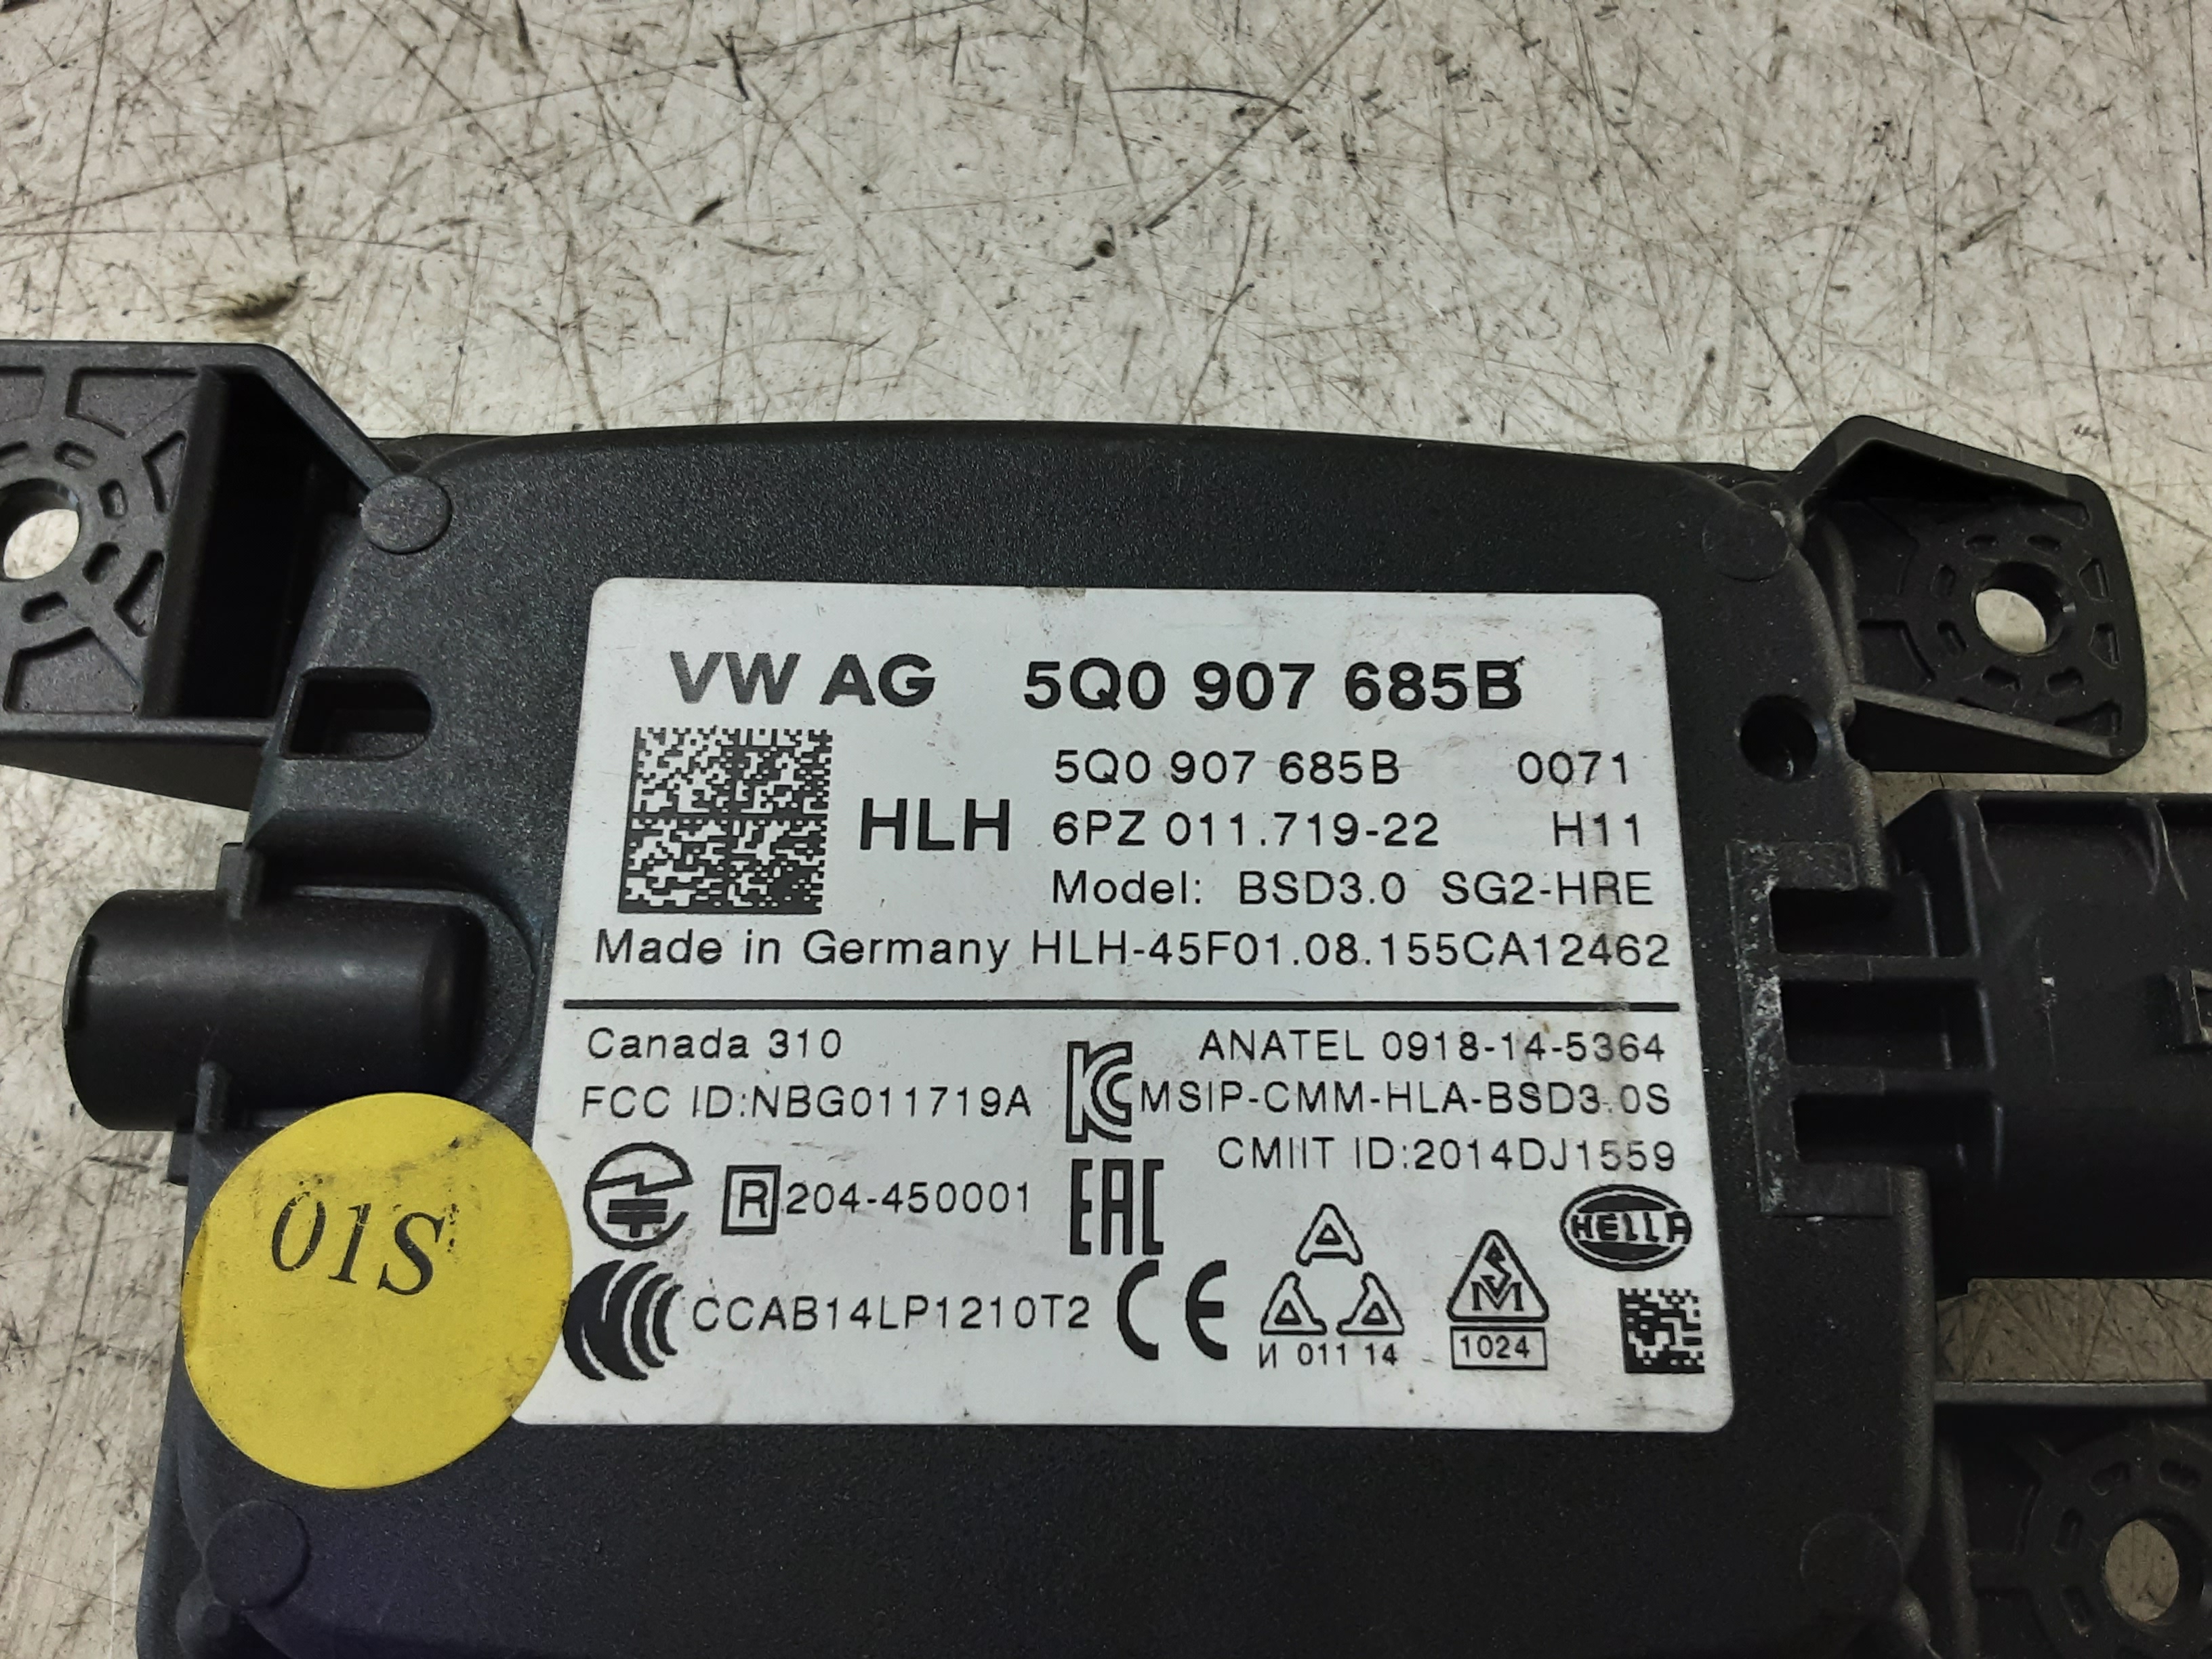 VW AG 5Q0 907 685B
5Q0 907 685B 0071
HLH 6PZ 011.719-22 H11
Model: BSD3.0 SG2-HRE
Made in Germany HLH-45F01.08.155CA12462
Canada 310 ANATEL 0918-14-5364
FCC ID:NBG011719A KC MSIP-CMM-HLA-BSD3.0S
CMIIT ID:2014DJ1559
R 204-450001 EAC HELLA
CCAB14LP1210T2 CE
И 011 14
SM
1024
01S